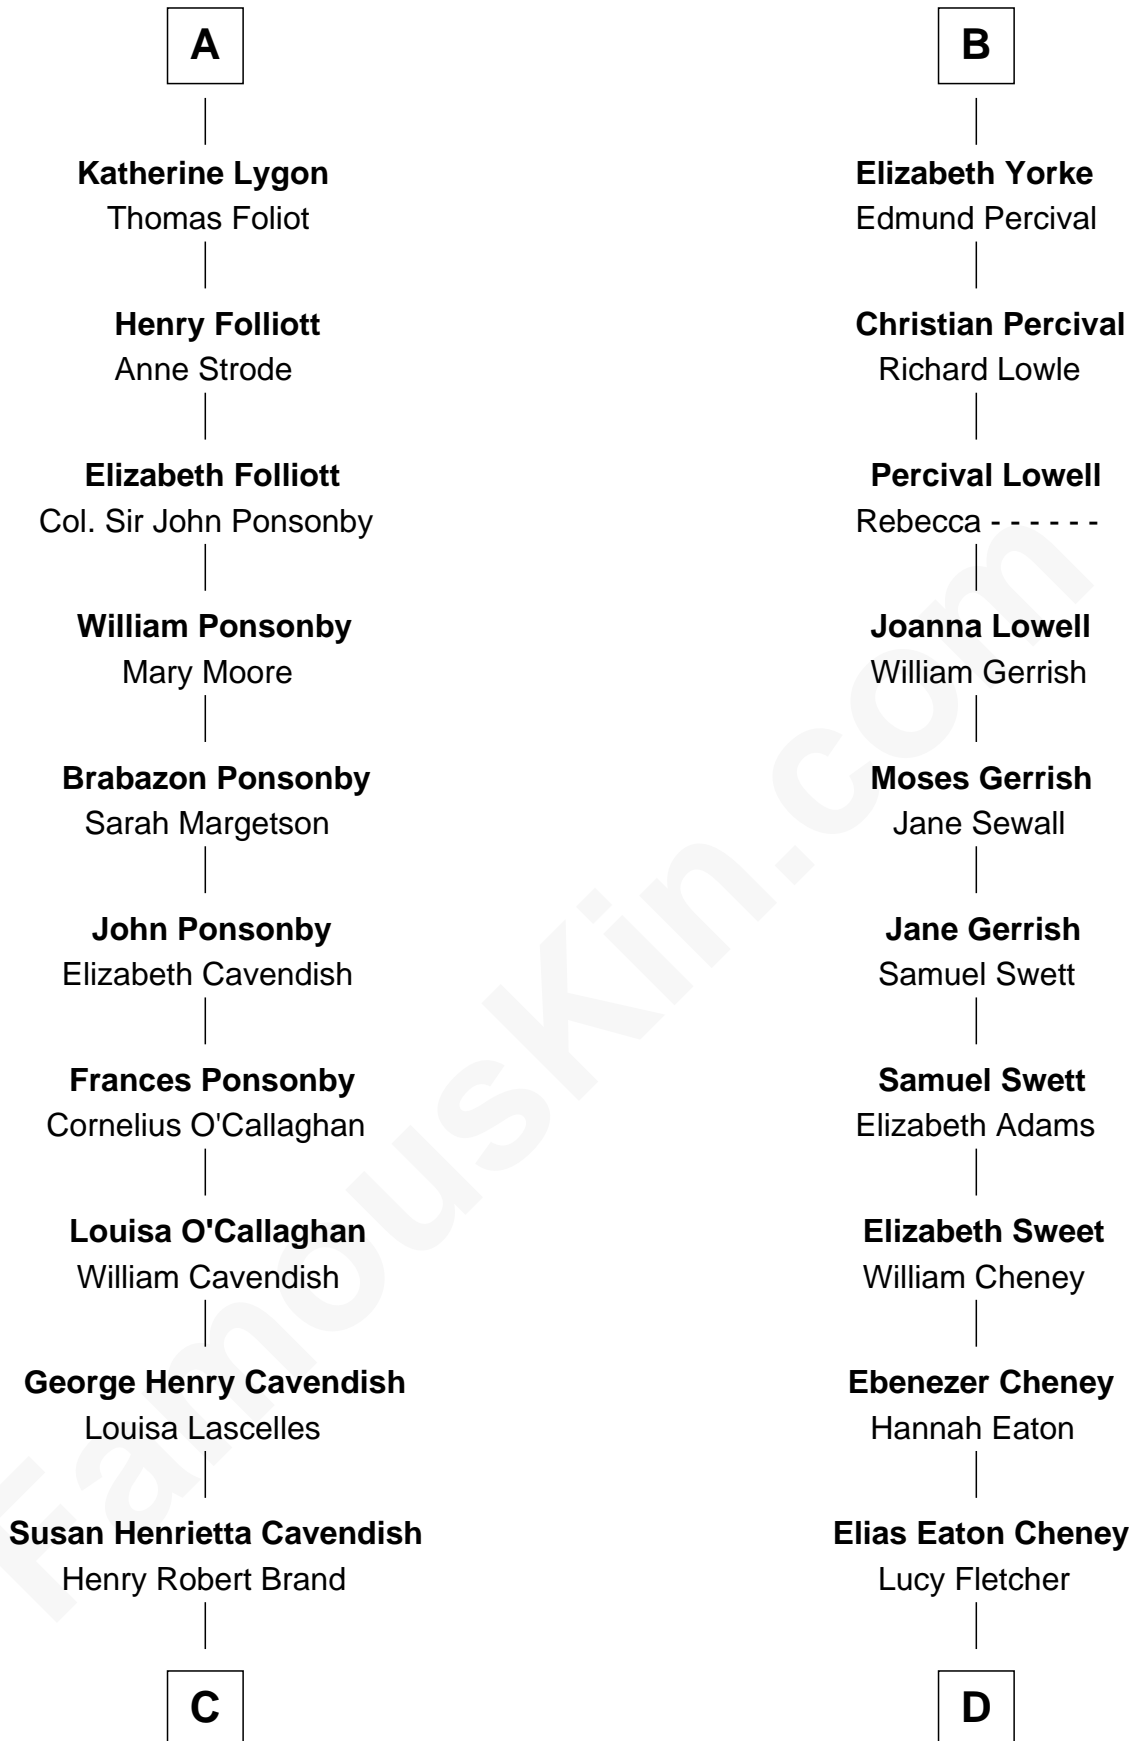 A
Katherine Lygon
Thomas Foliot
Henry Folliott
Anne Strode
Elizabeth Folliott
Col. Sir John Ponsonby
William Ponsonby
Mary Moore
Brabazon Ponsonby
Sarah Margetson
John Ponsonby
Elizabeth Cavendish
Frances Ponsonby
Cornelius O'Callaghan
Louisa O'Callaghan
William Cavendish
George Henry Cavendish
Louisa Lascelles
Susan Henrietta Cavendish
Henry Robert Brand
C
B
Elizabeth Yorke
Edmund Percival
Christian Percival
Richard Lowle
Percival Lowell
Rebecca - - - - - -
Joanna Lowell
William Gerrish
Moses Gerrish
Jane Sewall
Jane Gerrish
Samuel Swett
Samuel Swett
Elizabeth Adams
Elizabeth Sweet
William Cheney
Ebenezer Cheney
Hannah Eaton
Elias Eaton Cheney
Lucy Fletcher
D
FamousKin.com